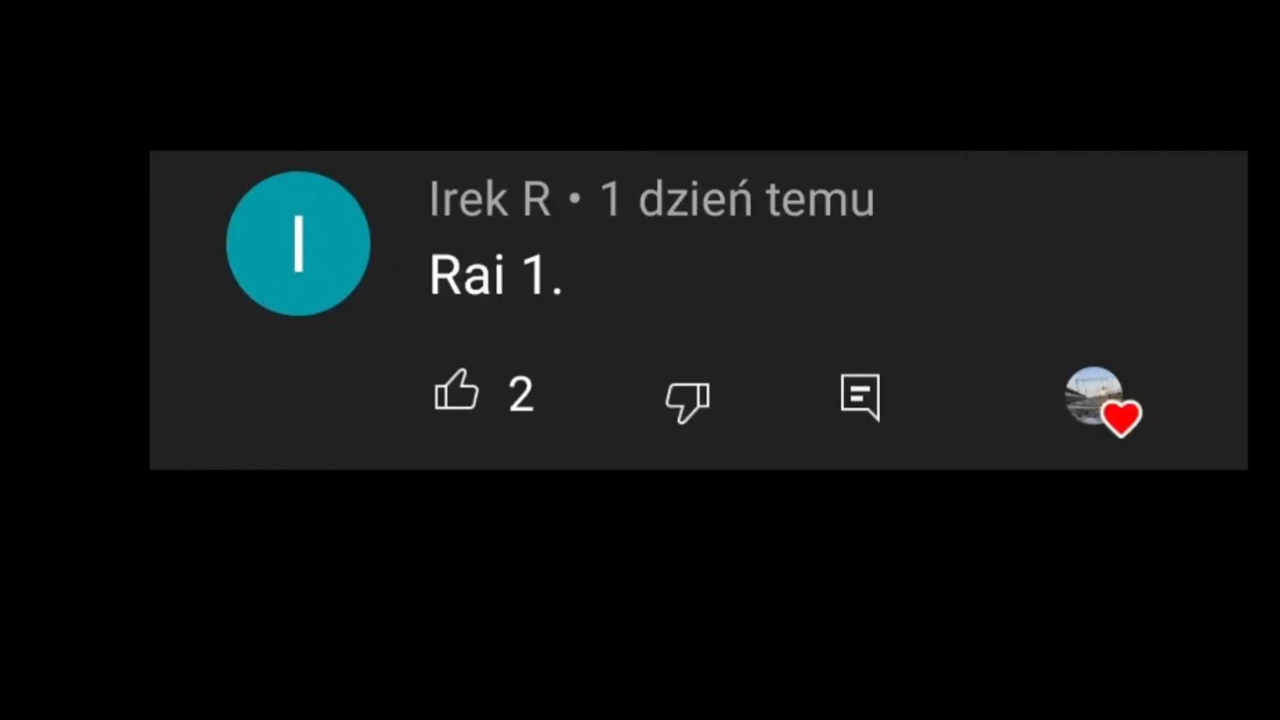 I
Irek R • 1 dzień temu
Rai 1.
2